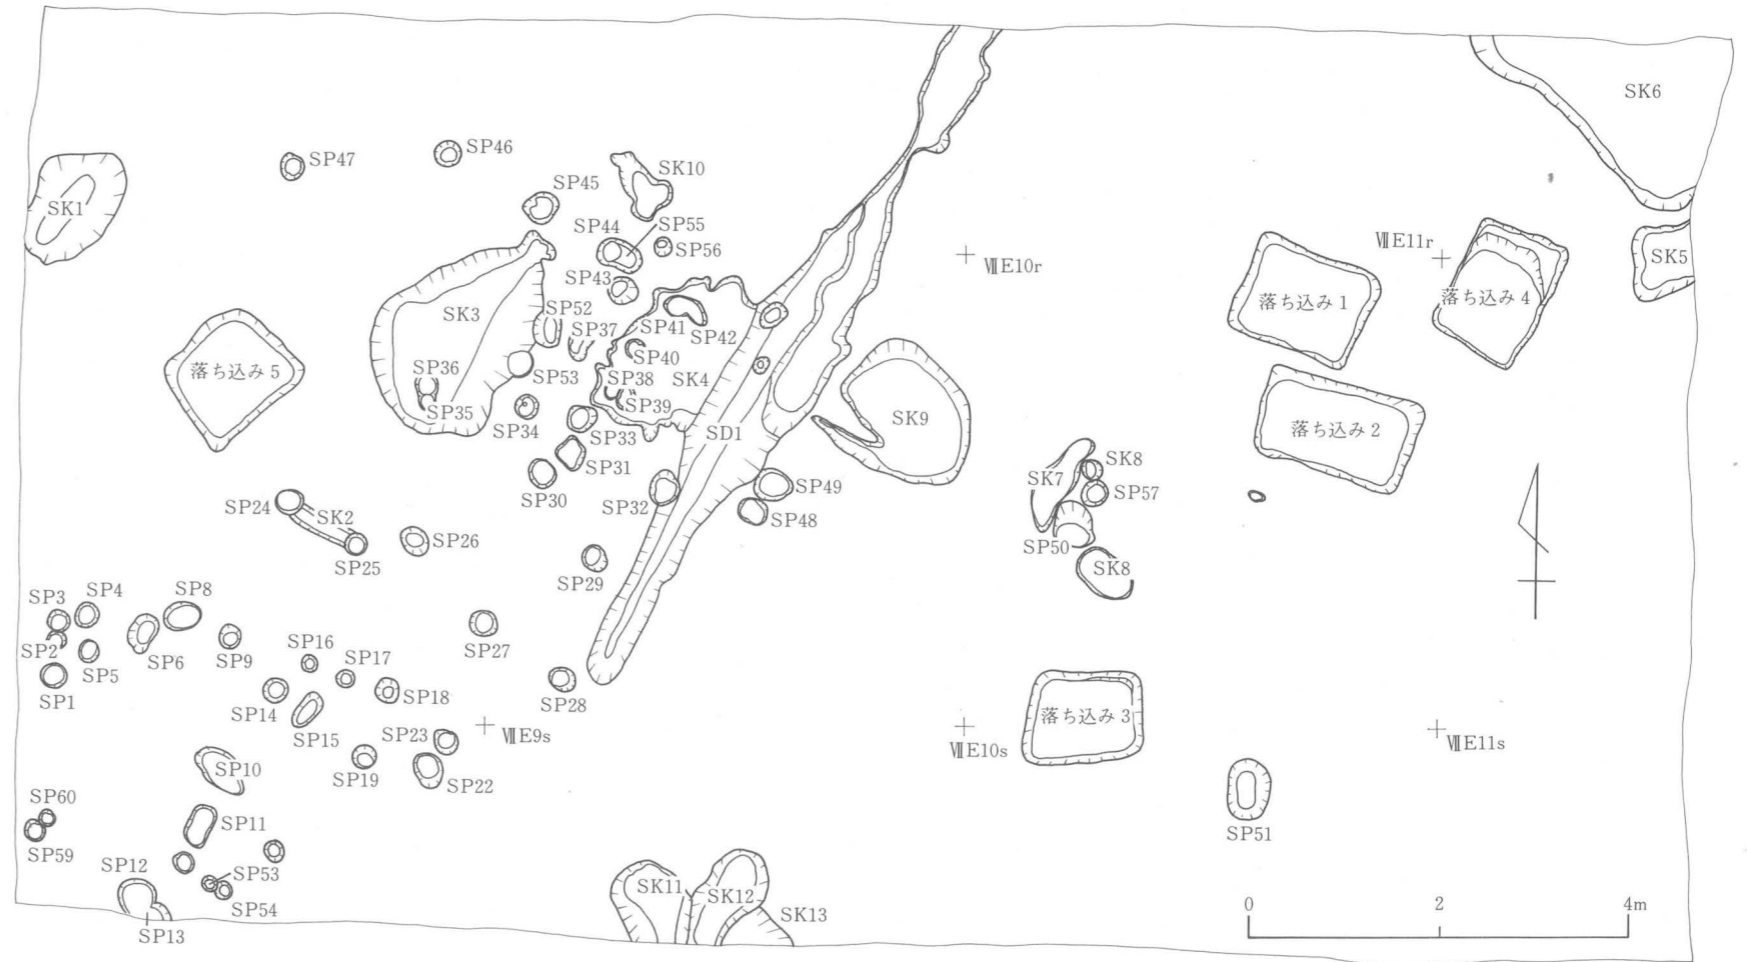 SK6
SP47
SP46
SK10
SK1
SP45
SP44
SP55
SP56
ⅧE10r
ⅧE11r
SK5
SP43
SK3
SP52
SP37
SP41
SP42
落ち込み1
落ち込み4
SP40
SP53
SK4
SP38
SP39
落ち込み5
SP36
SP35
SP34
SP33
SD1
SK9
落ち込み2
SP31
SP30
SP32
SP49
SP48
SK7
SK8
SP57
SP24
SK2
SP25
SP26
SP50
SK8
SP29
SP3
SP4
SP8
SP2
SP5
SP6
SP9
SP16
SP17
SP27
SP1
SP14
SP15
SP18
SP28
SP23
ⅧE9s
落ち込み3
ⅧE10s
ⅧE11s
SP10
SP19
SP22
SP60
SP11
SP51
SP59
SP12
SP53
SP54
SP13
SK11
SK12
SK13
0 2 4m